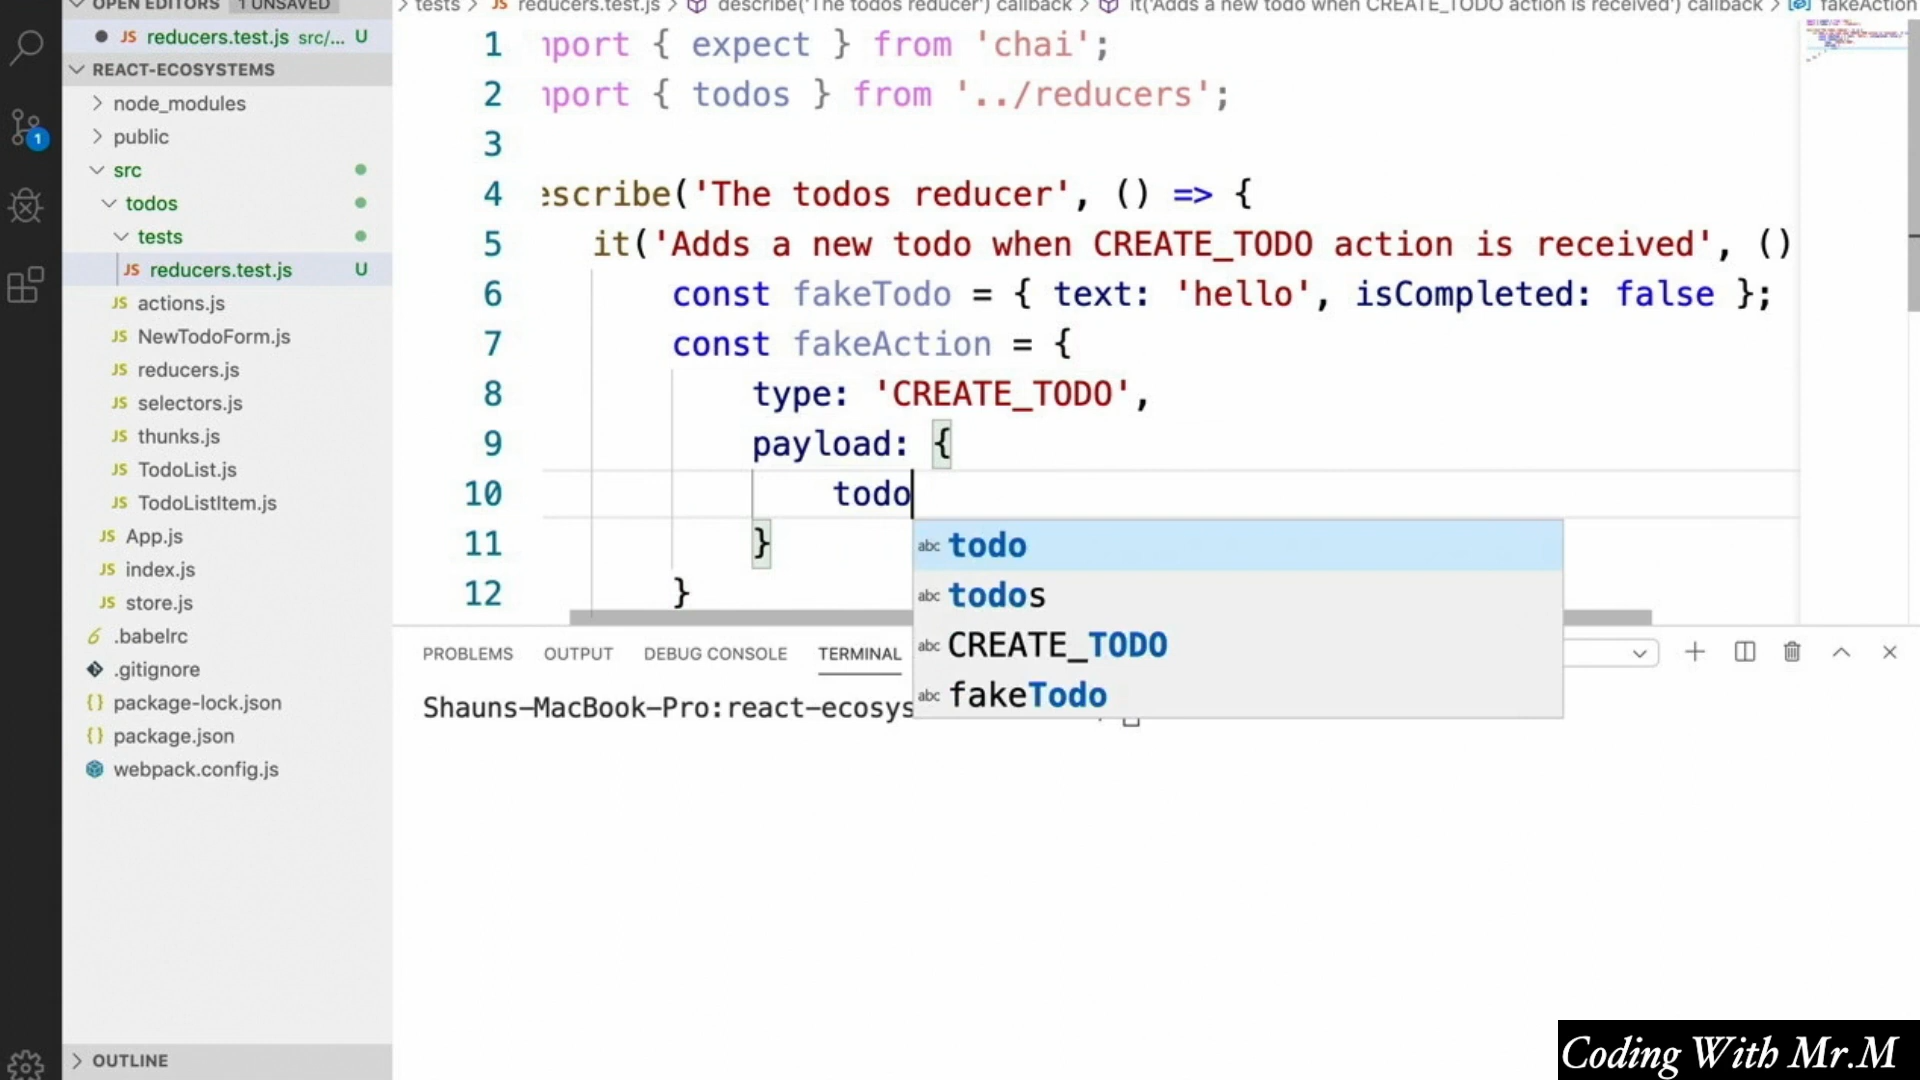 OPEN EDITORS 1 UNSAVED
JS reducers.test.js src/... U
REACT-ECOSYSTEMS
node_modules
public
src
todos
tests
JS reducers.test.js U
JS actions.js
JS NewTodoForm.js
JS reducers.js
JS selectors.js
JS thunks.js
JS TodoList.js
JS TodoListItem.js
JS App.js
JS index.js
JS store.js
.babelrc
.gitignore
{} package-lock.json
{} package.json
webpack.config.js
OUTLINE
> tests > JS reducers.test.js > describe('The todos reducer') callback > it('Adds a new todo when CREATE_TODO action is received') callback > fakeAction
1 mport { expect } from 'chai';
2 mport { todos } from '../reducers';
3
4 escribe('The todos reducer', () => {
5 it('Adds a new todo when CREATE_TODO action is received', ()
6 const fakeTodo = { text: 'hello', isCompleted: false };
7 const fakeAction = {
8 type: 'CREATE_TODO',
9 payload: {
10 todo
11 }
12 }
abc todo
abc todos
abc CREATE_TODO
abc fakeTodo
PROBLEMS OUTPUT DEBUG CONSOLE TERMINAL
Shauns-MacBook-Pro:react-ecosys
1
Coding With Mr.M